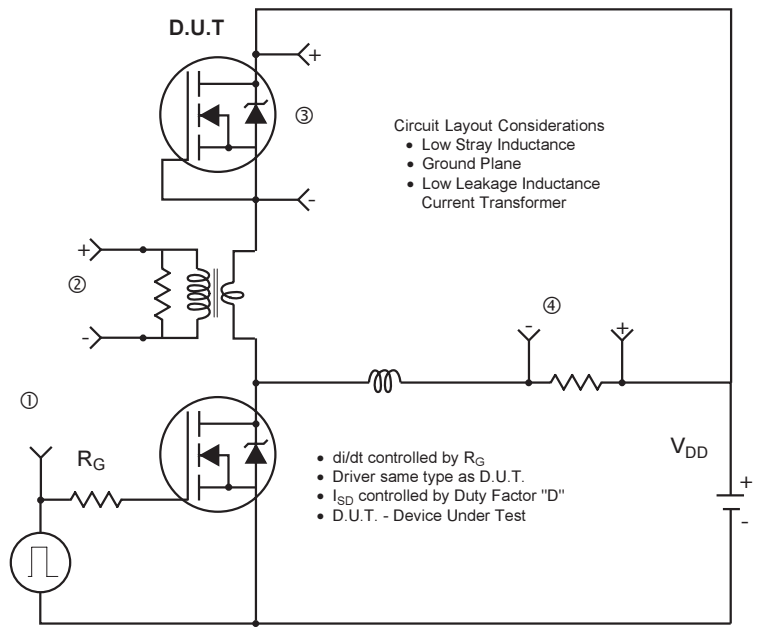 D.U.T
+
③
Circuit Layout Considerations
• Low Stray Inductance
• Ground Plane
• Low Leakage Inductance
Current Transformer
-
+
②
-
④
- +
①
R_G
V_DD
• di/dt controlled by R_G
• Driver same type as D.U.T.
• I_SD controlled by Duty Factor "D"
• D.U.T. - Device Under Test
+
-